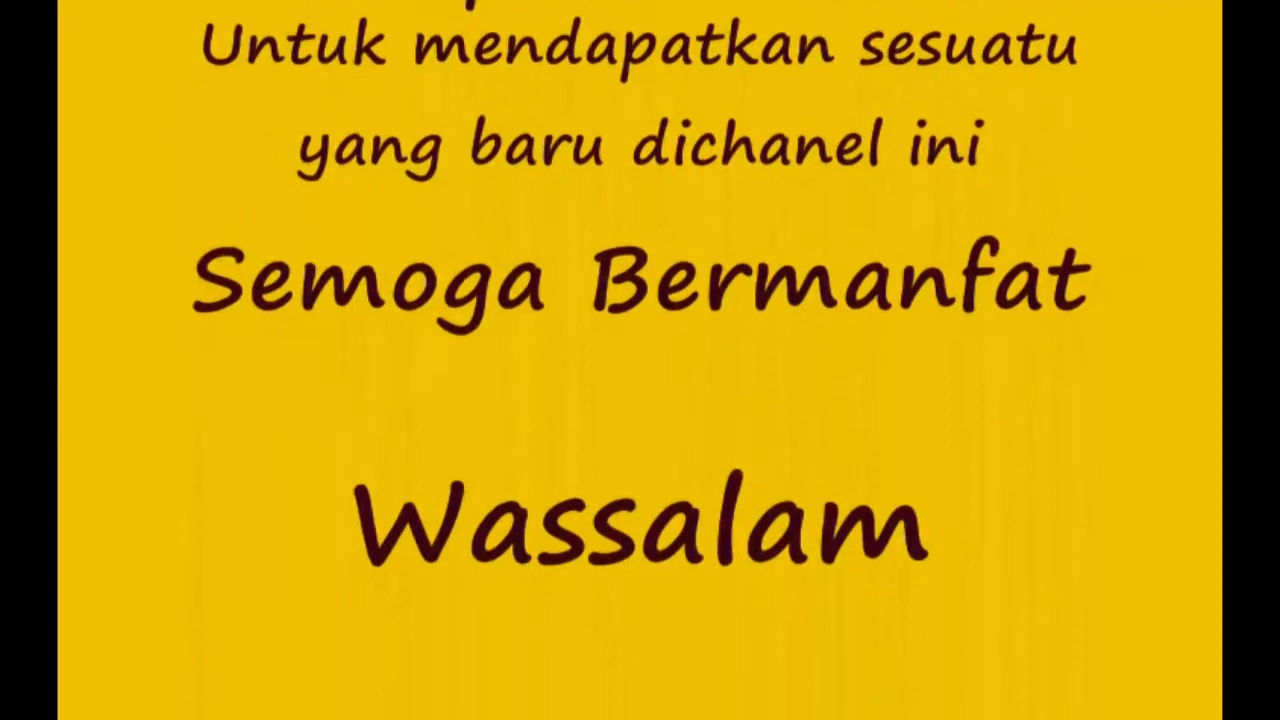 Untuk mendapatkan sesuatu
yang baru dichanel ini
Semoga Bermanfat
Wassalam